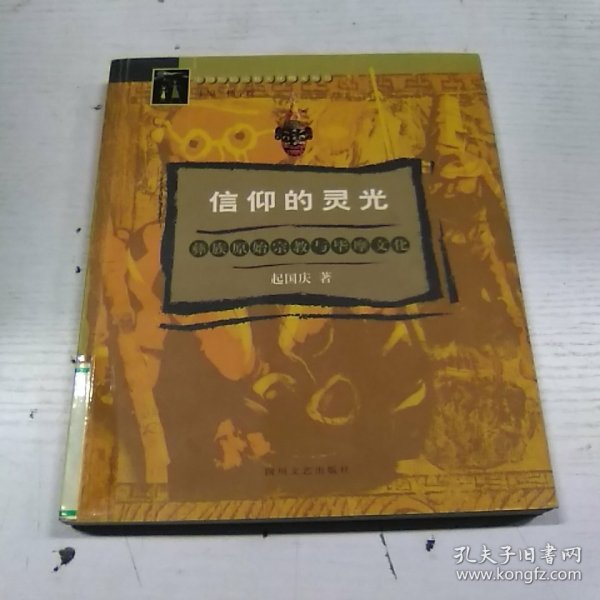 信仰的灵光
彝族原始宗教与毕摩文化
起国庆 著
四川文艺出版社
孔夫子旧书网
www.kongfz.com